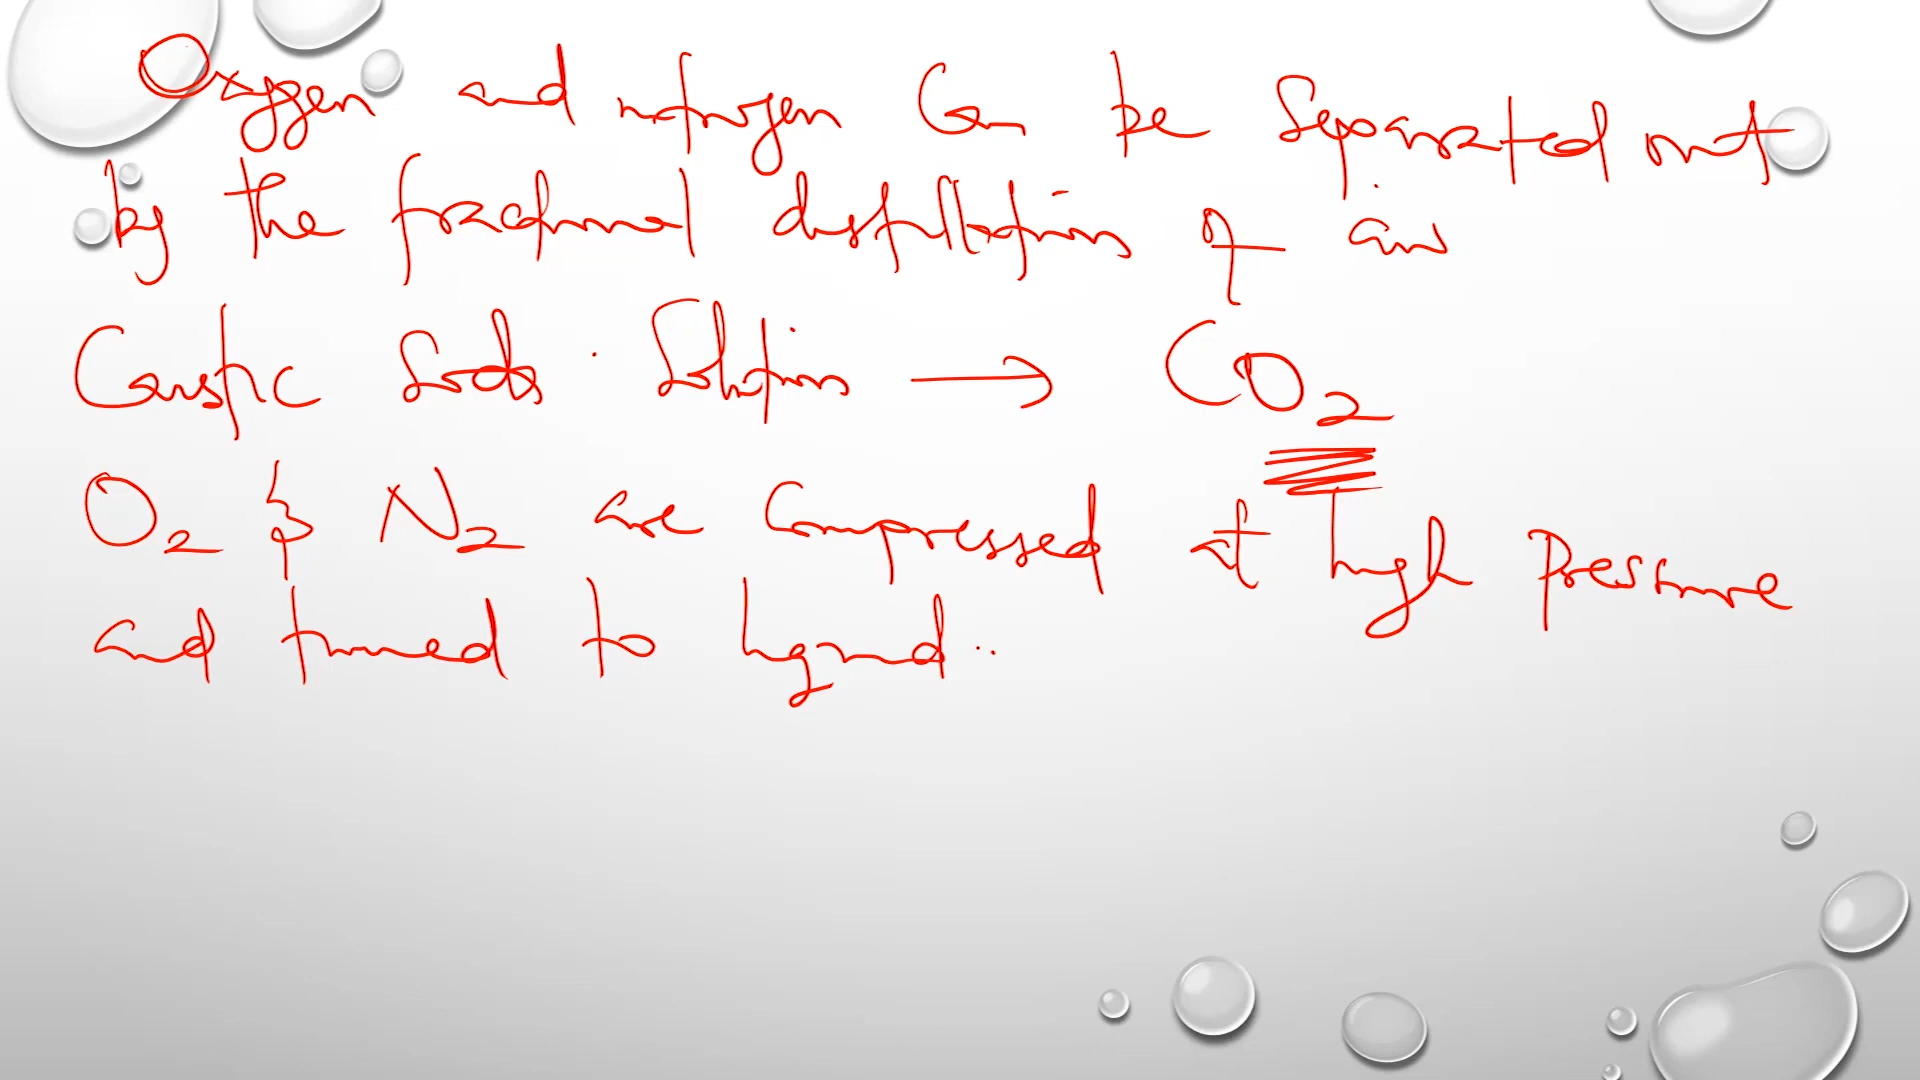 Oxygen and nitrogen can be separated out
by the fractional distillation of air
Caustic Soda Solution → CO2
O2 & N2 are compressed at high pressure
and turned to liquid..